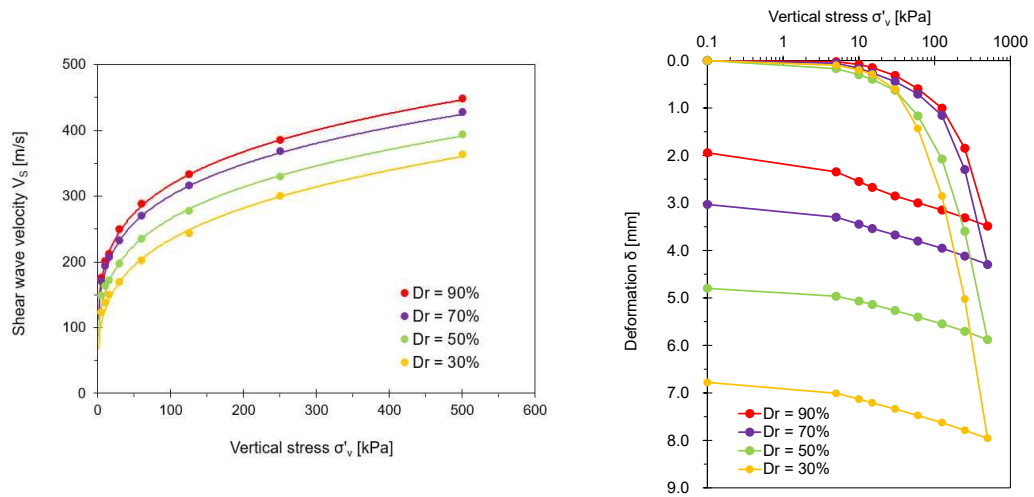 500
400
300
200
100
0
0
100
200
300
400
500
600
Shear wave velocity V_S [m/s]
Vertical stress σ'_v [kPa]
Dr = 90%
Dr = 70%
Dr = 50%
Dr = 30%
Vertical stress σ'_v [kPa]
0.1
1
10
100
1000
0.0
1.0
2.0
3.0
4.0
5.0
6.0
7.0
8.0
9.0
Deformation δ [mm]
Dr = 90%
Dr = 70%
Dr = 50%
Dr = 30%